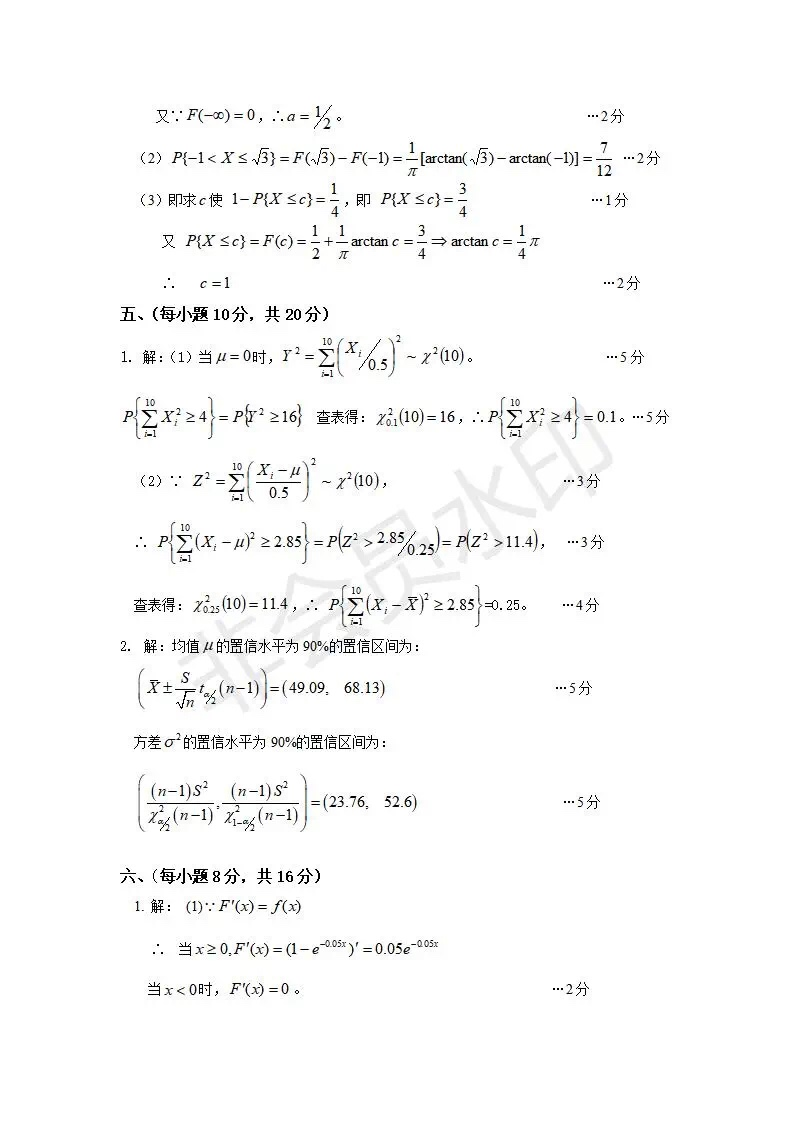 又∵ F(−∞) = 0，∴ a = 1/2 。 …2分
（2）P{−1 < X ≤ √3} = F(√3) − F(−1) = 1/π [arctan(√3) − arctan(−1)] = 7/12 …2分
（3）即求c使 1 − P{X ≤ c} = 1/4，即 P{X ≤ c} = 3/4 …1分
又 P{X ≤ c} = F(c) = 1/2 + 1/π arctan c = 3/4 ⇒ arctan c = 1/4 π
∴ c = 1 …2分
五、（每小题10分，共20分）
1. 解：（1）当 μ = 0时，Y² = ∑_{i=1}^{10} (X_i/0.5)² ~ χ²(10)。 …5分
P{∑_{i=1}^{10} X_i² ≥ 4} = P{Y² ≥ 16} 查表得：χ²_{0.1}(10) = 16，∴ P{∑_{i=1}^{10} X_i² ≥ 4} = 0.1。…5分
（2）∵ Z² = ∑_{i=1}^{10} ((X_i − μ)/0.5)² ~ χ²(10)， …3分
∴ P{∑_{i=1}^{10} (X_i − μ)² ≥ 2.85} = P(Z² > 2.85/0.25) = P(Z² > 11.4)， …3分
查表得：χ²_{0.25}(10) = 11.4，∴ P{∑_{i=1}^{10} (X_i − X̄)² ≥ 2.85}=0.25。 …4分
2. 解：均值 μ 的置信水平为90%的置信区间为：
(X̄ ± S/√n t_{α/2}(n−1)) = (49.09, 68.13) …5分
方差 σ² 的置信水平为90%的置信区间为：
((n−1)S²/χ²_{α/2}(n−1), (n−1)S²/χ²_{1−α/2}(n−1)) = (23.76, 52.6) …5分
六、（每小题8分，共16分）
1. 解： (1)∵ F′(x) = f(x)
∴ 当 x ≥ 0, F′(x) = (1 − e^{−0.05x})′ = 0.05e^{−0.05x}
当 x < 0时，F′(x) = 0 。 …2分
非会员水印